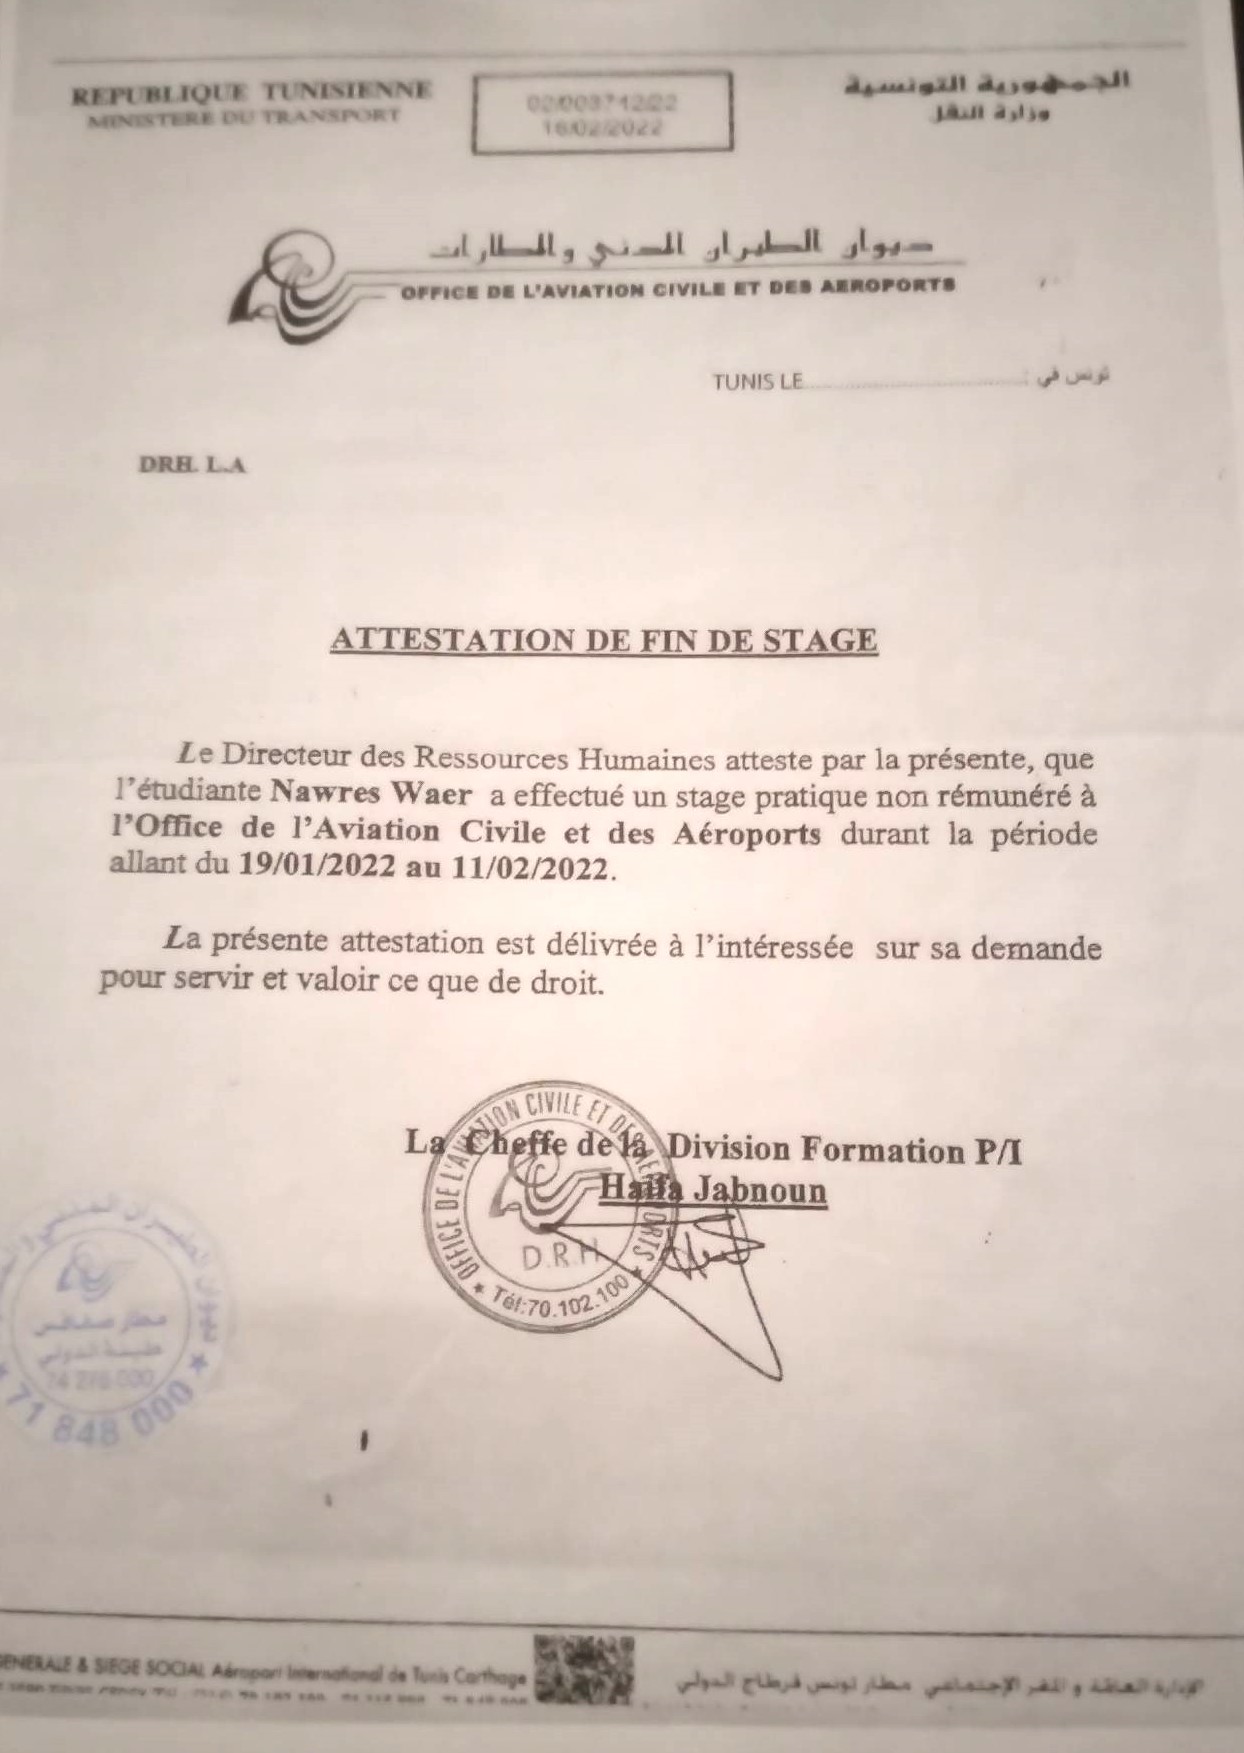 REPUBLIQUE TUNISIENNE
MINISTERE DU TRANSPORT
02/003712/22
16/02/2022
الجمهورية التونسية
وزارة النقل
ديوان الطيران المدني والمطارات
OFFICE DE L'AVIATION CIVILE ET DES AEROPORTS
TUNIS LE : تونس في
DRH. L.A
ATTESTATION DE FIN DE STAGE
Le Directeur des Ressources Humaines atteste par la présente, que
l'étudiante Nawres Waer a effectué un stage pratique non rémunéré à
l'Office de l'Aviation Civile et des Aéroports durant la période
allant du 19/01/2022 au 11/02/2022.
La présente attestation est délivrée à l'intéressée sur sa demande
pour servir et valoir ce que de droit.
La Cheffe de la Division Formation P/I
Haifa Jabnoun
OFFICE DE L'AVIATION CIVILE ET DES AEROPORTS
D.R.H
Tél:70.102.100
مطار صفاقس
طينة الدولي
74 278 000
71 848 000
GENERALE & SIEGE SOCIAL Aéroport International de Tunis Carthage
الإدارة العامة و المقر الإجتماعي مطار تونس قرطاج الدولي